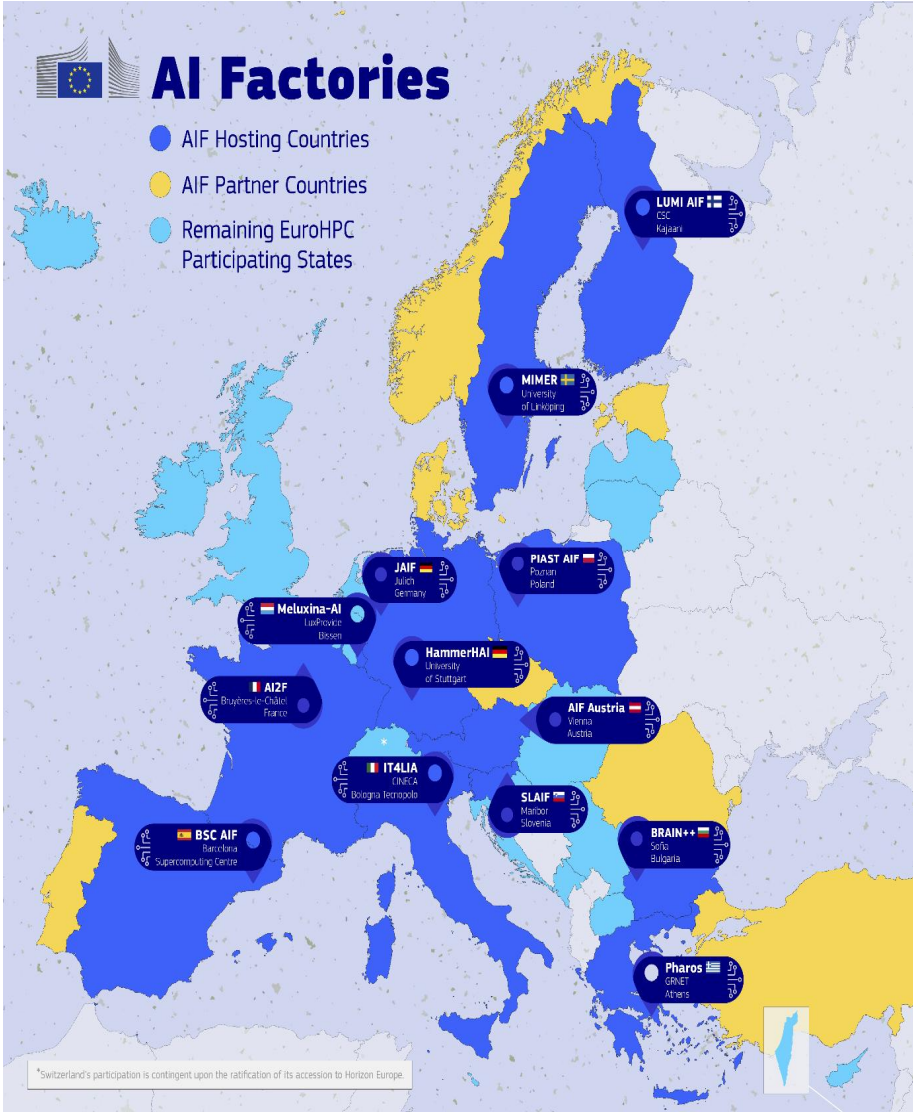 AI Factories
AIF Hosting Countries
AIF Partner Countries
Remaining EuroHPC
Participating States
LUMI AIF
CSC
Kajaani
MIMER
University
of Linköping
JAIF
Julich
Germany
PIAST AIF
Poznan
Poland
Meluxina-AI
LuxProvide
Bissen
HammerHAI
University
of Stuttgart
AI2F
Bruyères-le-Châtel
France
AIF Austria
Vienna
Austria
*
IT4LIA
CINECA
Bologna Tecnopolo
SLAIF
Maribor
Slovenia
BSC AIF
Barcelona
Supercomputing Centre
BRAIN++
Sofia
Bulgaria
Pharos
GRNET
Athens
*Switzerland's participation is contingent upon the ratification of its accession to Horizon Europe.